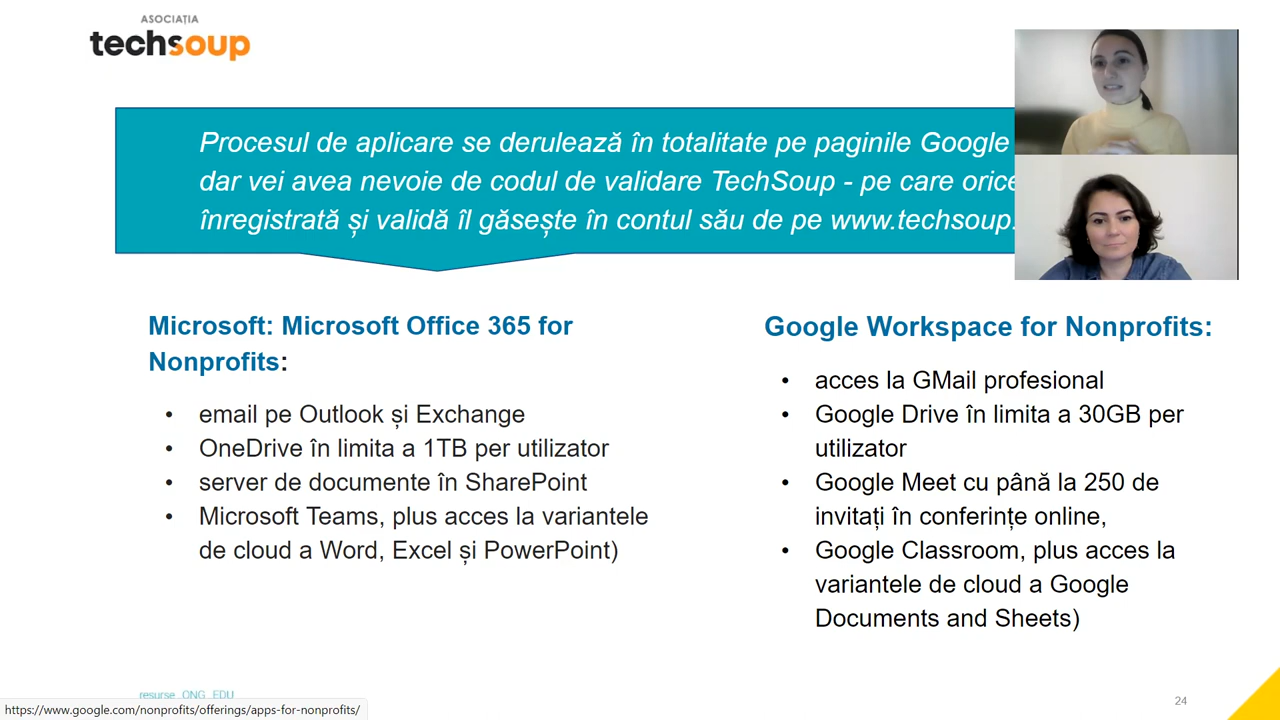 ASOCIAȚIA
techsoup
Procesul de aplicare se derulează în totalitate pe paginile Google
dar vei avea nevoie de codul de validare TechSoup - pe care orice
înregistrată și validă îl găsește în contul său de pe www.techsoup.
Microsoft: Microsoft Office 365 for
Nonprofits:
• email pe Outlook și Exchange
• OneDrive în limita a 1TB per utilizator
• server de documente în SharePoint
• Microsoft Teams, plus acces la variantele
de cloud a Word, Excel și PowerPoint)
Google Workspace for Nonprofits:
• acces la GMail profesional
• Google Drive în limita a 30GB per
utilizator
• Google Meet cu până la 250 de
invitați în conferințe online,
• Google Classroom, plus acces la
variantele de cloud a Google
Documents and Sheets)
resurse .ONG_EDU
https://www.google.com/nonprofits/offerings/apps-for-nonprofits/
24